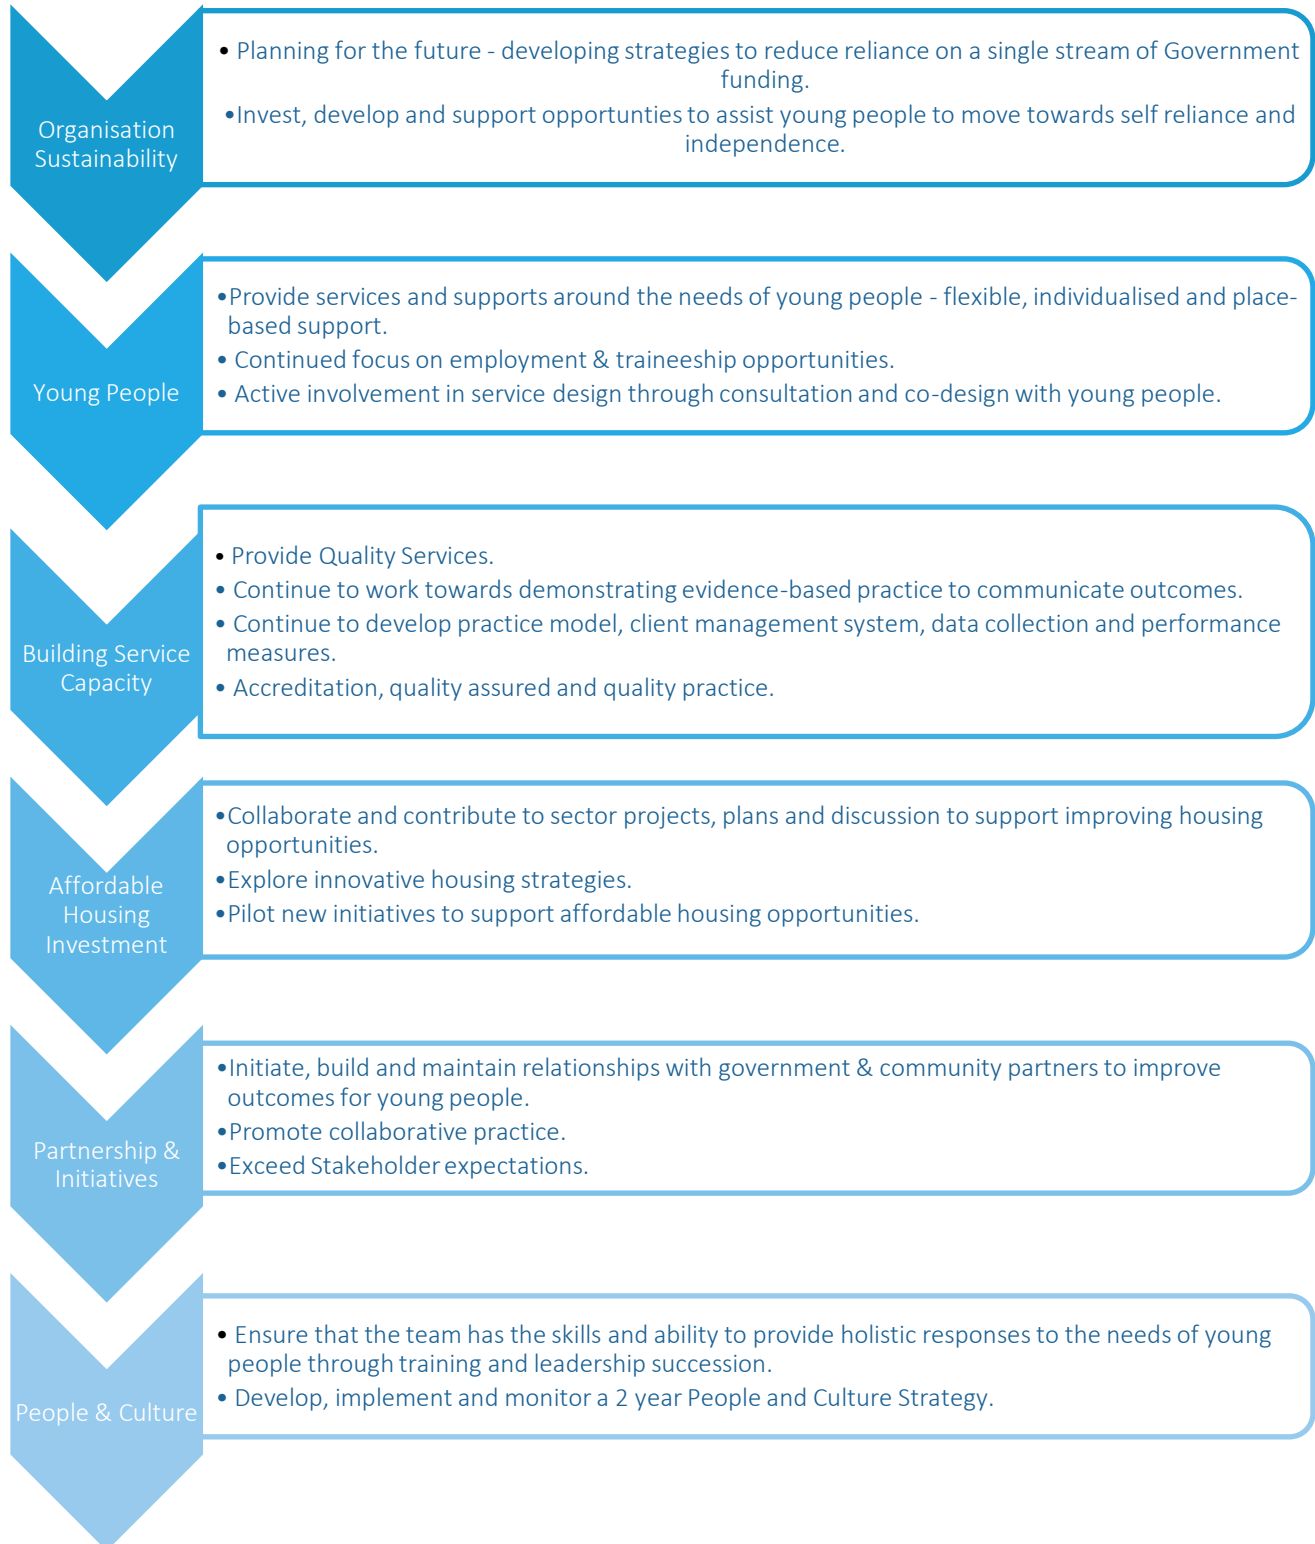 Organisation
Sustainability
• Planning for the future - developing strategies to reduce reliance on a single stream of Government
funding.
•Invest, develop and support opportunties to assist young people to move towards self reliance and
independence.
Young People
•Provide services and supports around the needs of young people - flexible, individualised and place-
based support.
• Continued focus on employment & traineeship opportunities.
• Active involvement in service design through consultation and co-design with young people.
Building Service
Capacity
• Provide Quality Services.
• Continue to work towards demonstrating evidence-based practice to communicate outcomes.
• Continue to develop practice model, client management system, data collection and performance
measures.
• Accreditation, quality assured and quality practice.
Affordable
Housing
Investment
•Collaborate and contribute to sector projects, plans and discussion to support improving housing
opportunities.
•Explore innovative housing strategies.
•Pilot new initiatives to support affordable housing opportunities.
Partnership &
Initiatives
•Initiate, build and maintain relationships with government & community partners to improve
outcomes for young people.
•Promote collaborative practice.
•Exceed Stakeholder expectations.
People & Culture
• Ensure that the team has the skills and ability to provide holistic responses to the needs of young
people through training and leadership succession.
• Develop, implement and monitor a 2 year People and Culture Strategy.